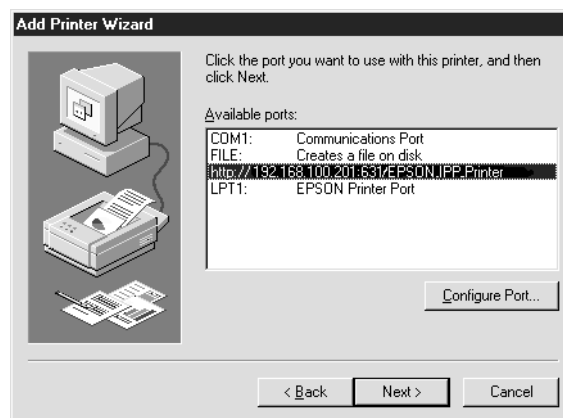 Add Printer Wizard
Click the port you want to use with this printer, and then
click Next.
Available ports:
COM1: Communications Port
FILE: Creates a file on disk
http://192.168.100.201:631/EPSON_IPP_Printer
LPT1: EPSON Printer Port
Configure Port...
< Back Next > Cancel